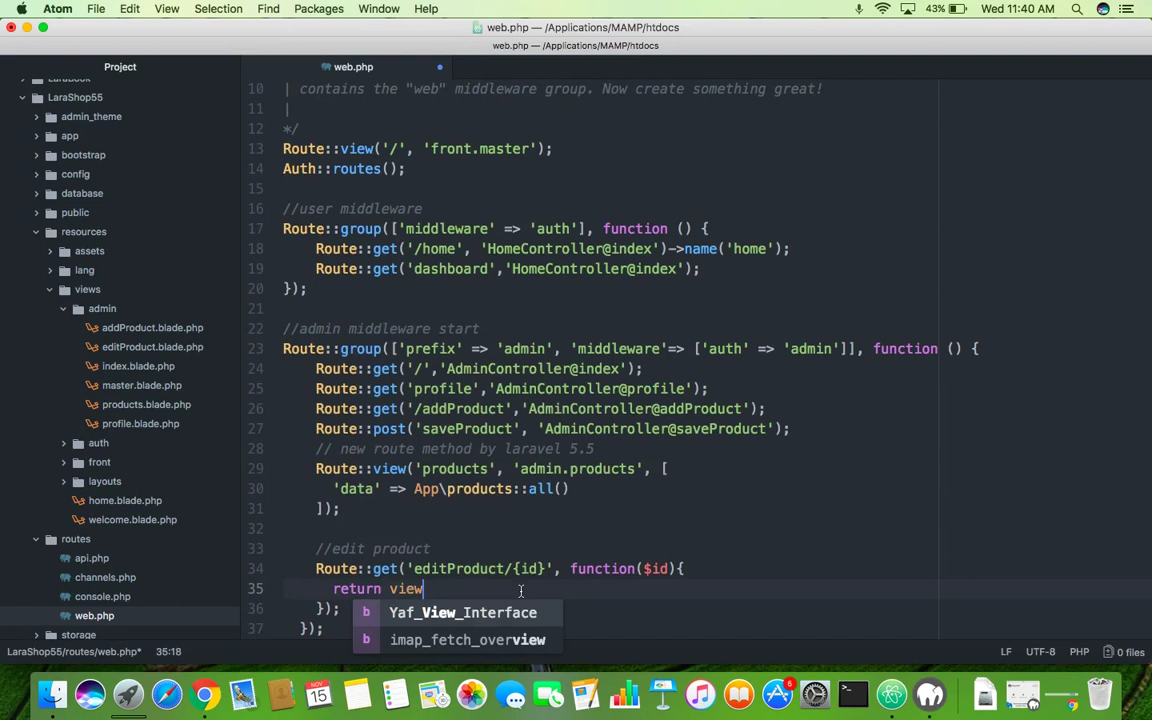 Atom File Edit View Selection Find Packages Window Help 43% Wed 11:40 AM
web.php — /Applications/MAMP/htdocs
web.php — /Applications/MAMP/htdocs
Project
web.php
LaraBook
LaraShop55
admin_theme
app
bootstrap
config
database
public
resources
assets
lang
views
admin
addProduct.blade.php
editProduct.blade.php
index.blade.php
master.blade.php
products.blade.php
profile.blade.php
auth
front
layouts
home.blade.php
welcome.blade.php
routes
api.php
channels.php
console.php
web.php
storage
10 | contains the "web" middleware group. Now create something great!
11 |
12 */
13 Route::view('/', 'front.master');
14 Auth::routes();
15
16 //user middleware
17 Route::group(['middleware' => 'auth'], function () {
18 Route::get('/home', 'HomeController@index')->name('home');
19 Route::get('dashboard','HomeController@index');
20 });
21
22 //admin middleware start
23 Route::group(['prefix' => 'admin', 'middleware'=> ['auth' => 'admin']], function () {
24 Route::get('/','AdminController@index');
25 Route::get('profile','AdminController@profile');
26 Route::get('/addProduct','AdminController@addProduct');
27 Route::post('saveProduct', 'AdminController@saveProduct');
28 // new route method by laravel 5.5
29 Route::view('products', 'admin.products', [
30 'data' => App\products::all()
31 ]);
32
33 //edit product
34 Route::get('editProduct/{id}', function($id){
35 return view
36 });
37 });
b Yaf_View_Interface
b imap_fetch_overview
LaraShop55/routes/web.php* 35:18 LF UTF-8 PHP 0 files
NOV
15
6